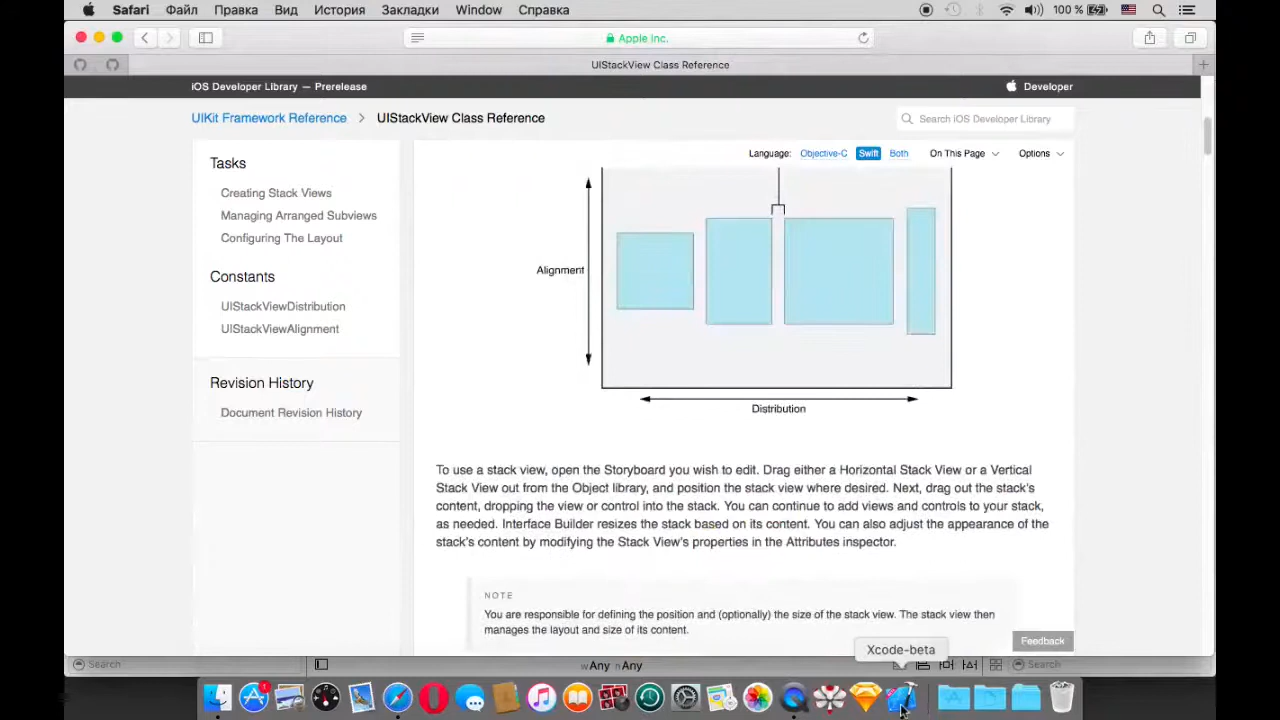 Safari Файл Правка Вид История Закладки Window Справка 100 %
Apple Inc.
UIStackView Class Reference
iOS Developer Library — Prerelease Developer
UIKit Framework Reference > UIStackView Class Reference Search iOS Developer Library
Language: Objective-C Swift Both On This Page Options
Tasks
Creating Stack Views
Managing Arranged Subviews
Configuring The Layout
Constants
UIStackViewDistribution
UIStackViewAlignment
Revision History
Document Revision History
Alignment
Distribution
To use a stack view, open the Storyboard you wish to edit. Drag either a Horizontal Stack View or a Vertical
Stack View out from the Object library, and position the stack view where desired. Next, drag out the stack's
content, dropping the view or control into the stack. You can continue to add views and controls to your stack,
as needed. Interface Builder resizes the stack based on its content. You can also adjust the appearance of the
stack's content by modifying the Stack View's properties in the Attributes inspector.
NOTE
You are responsible for defining the position and (optionally) the size of the stack view. The stack view then
manages the layout and size of its content.
Feedback
Xcode-beta
Search wAny hAny Search
1